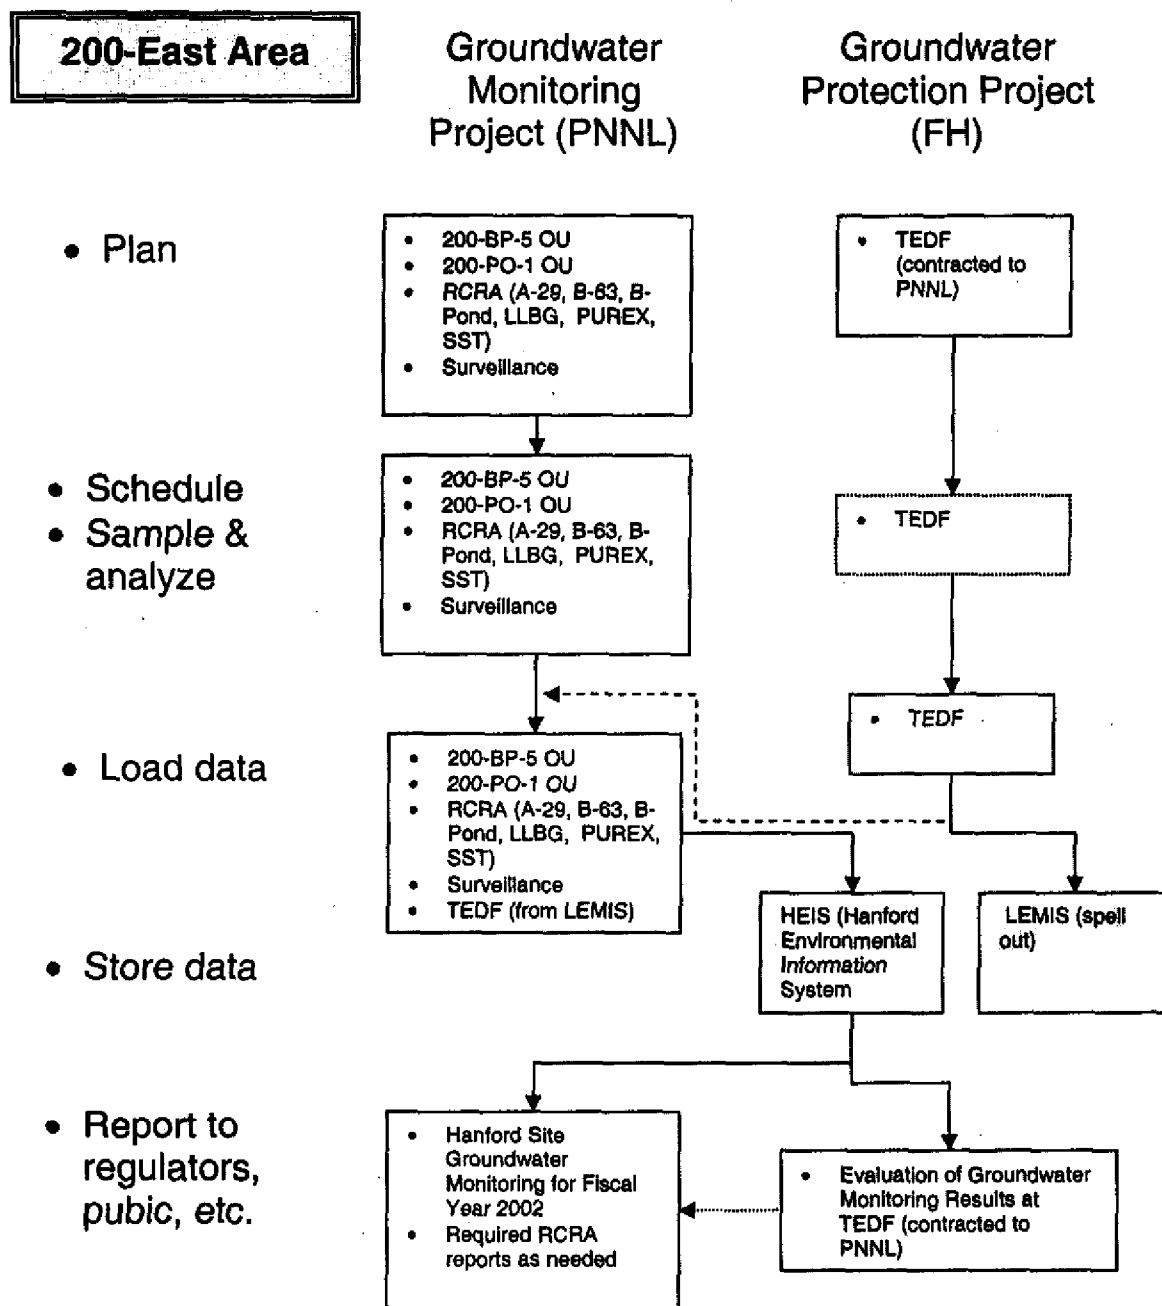 200-East Area
Groundwater
Monitoring
Project (PNNL)
Groundwater
Protection Project
(FH)
• Plan
• 200-BP-5 OU
• 200-PO-1 OU
• RCRA (A-29, B-63, B-
Pond, LLBG, PUREX,
SST)
• Surveillance
• TEDF
(contracted to
PNNL)
• Schedule
• Sample &
analyze
• 200-BP-5 OU
• 200-PO-1 OU
• RCRA (A-29, B-63, B-
Pond, LLBG, PUREX,
SST)
• Surveillance
• TEDF
• TEDF
• Load data
• 200-BP-5 OU
• 200-PO-1 OU
• RCRA (A-29, B-63, B-
Pond, LLBG, PUREX,
SST)
• Surveillance
• TEDF (from LEMIS)
• Store data
HEIS (Hanford
Environmental
Information
System
LEMIS (spell
out)
• Report to
regulators,
pubic, etc.
• Hanford Site
Groundwater
Monitoring for Fiscal
Year 2002
• Required RCRA
reports as needed
• Evaluation of Groundwater
Monitoring Results at
TEDF (contracted to
PNNL)